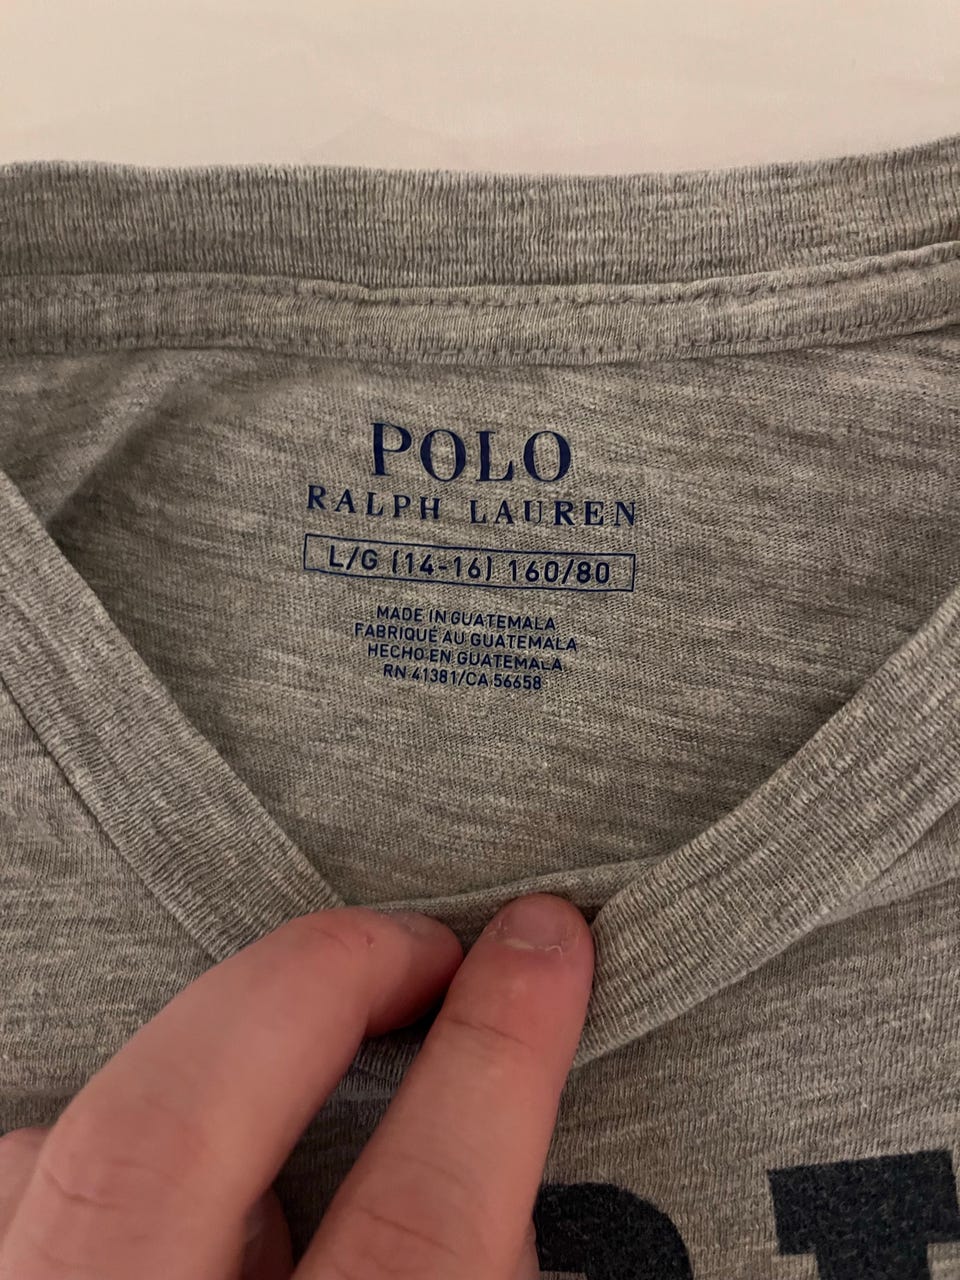 POLO
RALPH LAUREN
L/G (14-16) 160/80
MADE IN GUATEMALA
FABRIQUÉ AU GUATEMALA
HECHO EN GUATEMALA
RN 41381/CA 56658